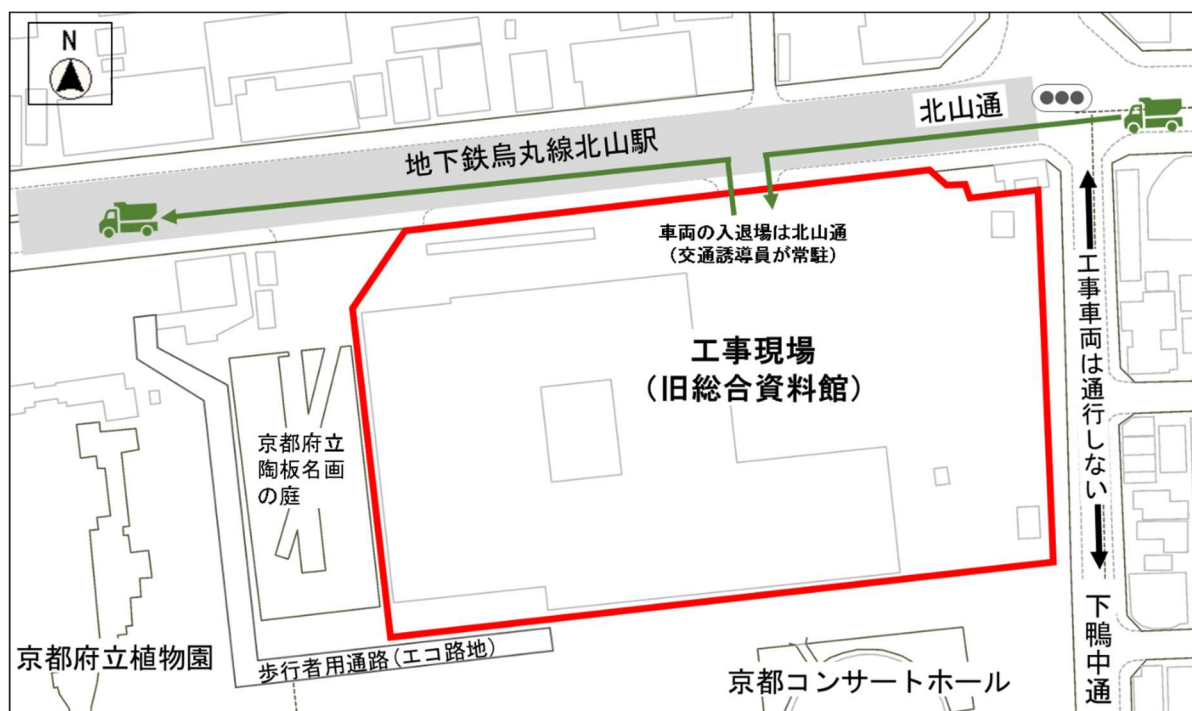 N
北山通
地下鉄烏丸線北山駅
車両の入退場は北山通
（交通誘導員が常駐）
工事現場
（旧総合資料館）
工事車両は通行しない
京都府立
陶板名画
の庭
下鴨中通
歩行者用通路（エコ路地）
京都府立植物園
京都コンサートホール